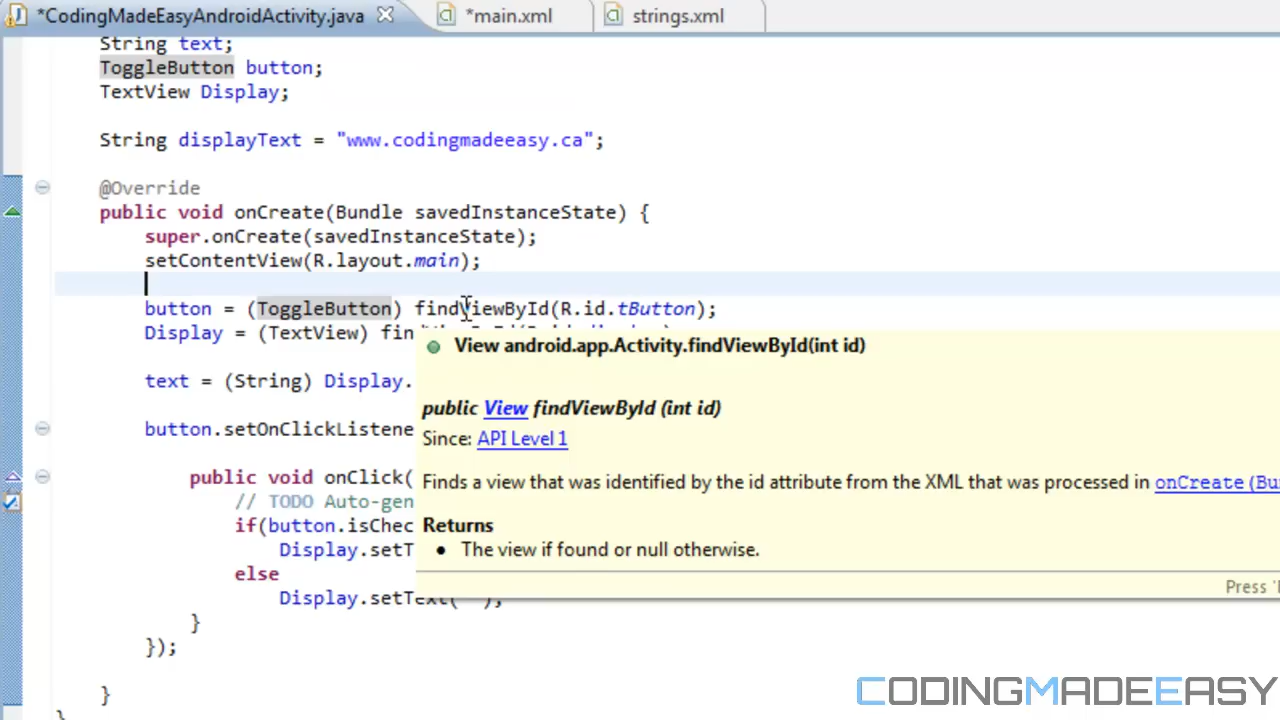 *CodingMadeEasyAndroidActivity.java *main.xml strings.xml
String text;
ToggleButton button;
TextView Display;
String displayText = "www.codingmadeeasy.ca";
@Override
public void onCreate(Bundle savedInstanceState) {
super.onCreate(savedInstanceState);
setContentView(R.layout.main);
button = (ToggleButton) findViewById(R.id.tButton);
Display = (TextView) fin
View android.app.Activity.findViewById(int id)
text = (String) Display.
public View findViewById (int id)
button.setOnClickListene
Since: API Level 1
public void onClick(
Finds a view that was identified by the id attribute from the XML that was processed in onCreate(Bu
// TODO Auto-gen
if(button.isChec
Returns
Display.setT
• The view if found or null otherwise.
else
Press
Display.setText(
}
});
}
}
CODINGMADEEASY